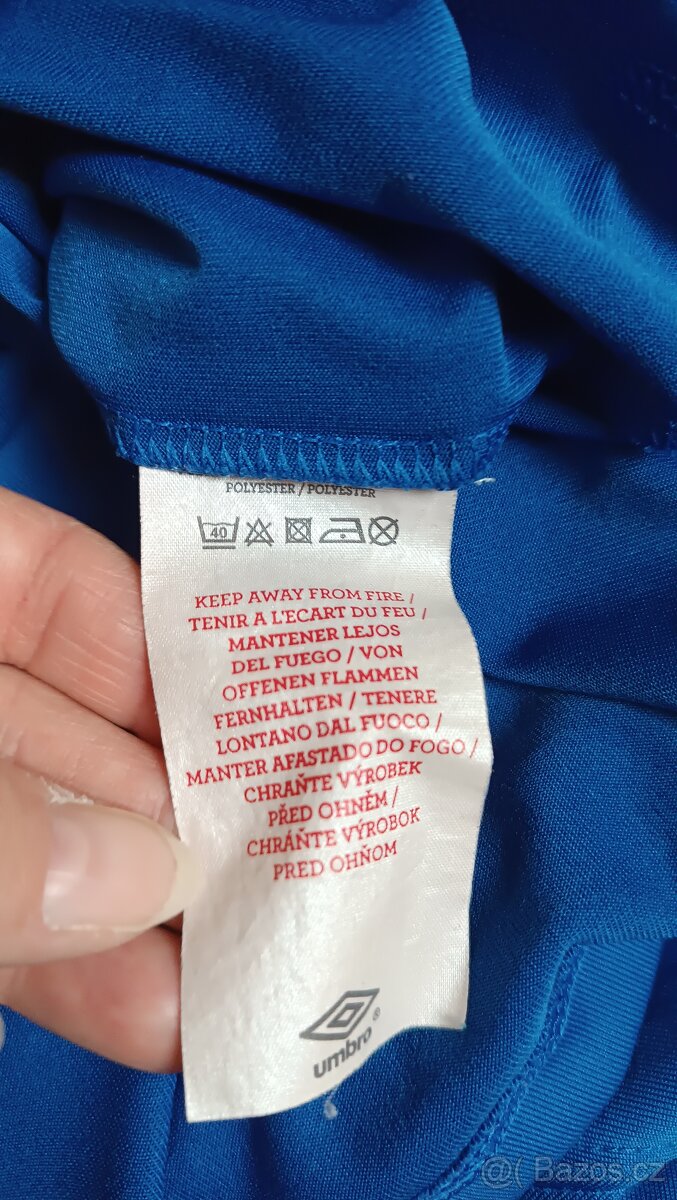 POLYESTER / POLYESTER
40
KEEP AWAY FROM FIRE /
TENIR A L'ECART DU FEU /
MANTENER LEJOS
DEL FUEGO / VON
OFFENEN FLAMMEN
FERNHALTEN / TENERE
LONTANO DAL FUOCO /
MANTER AFASTADO DO FOGO /
CHRAŇTE VÝROBEK
PŘED OHNĚM /
CHRÁŇTE VÝROBOK
PRED OHŇOM
umbro®
@( Bazos.cz